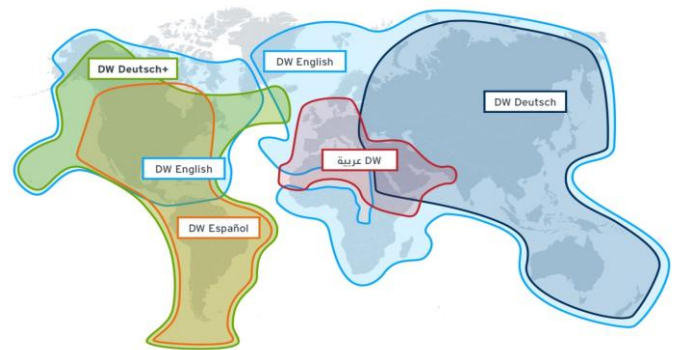 DW Deutsch+
DW English
DW Deutsch
DW عربية
DW English
DW Español